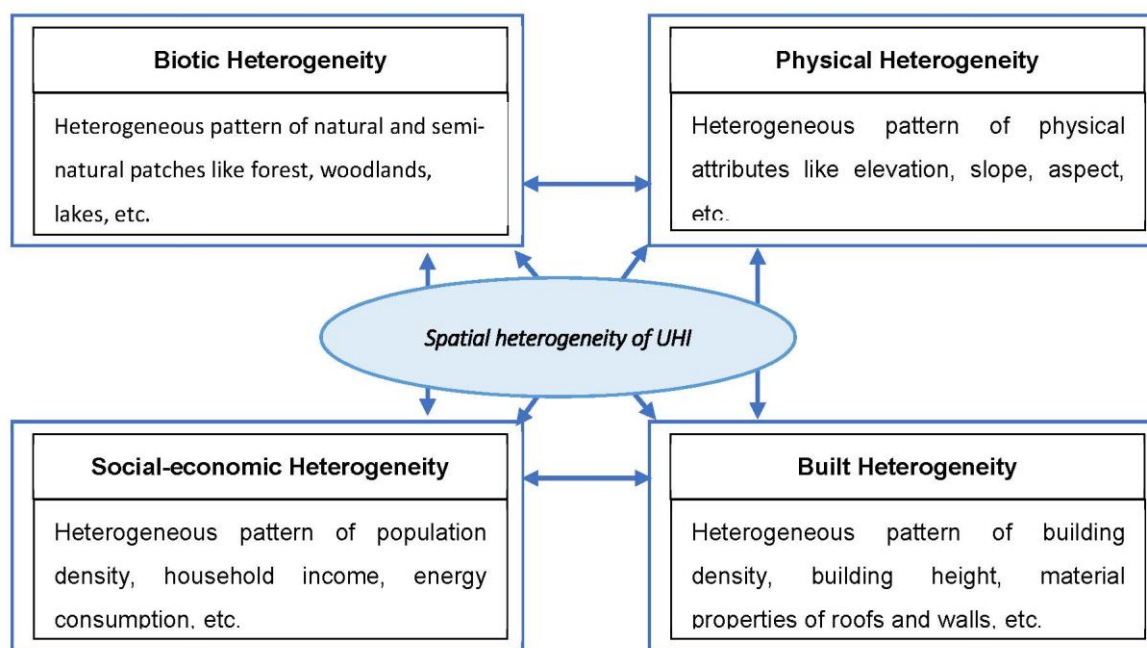 Biotic Heterogeneity
Heterogeneous pattern of natural and semi-
natural patches like forest, woodlands,
lakes, etc.
Physical Heterogeneity
Heterogeneous pattern of physical
attributes like elevation, slope, aspect,
etc.
Spatial heterogeneity of UHI
Social-economic Heterogeneity
Heterogeneous pattern of population
density, household income, energy
consumption, etc.
Built Heterogeneity
Heterogeneous pattern of building
density, building height, material
properties of roofs and walls, etc.